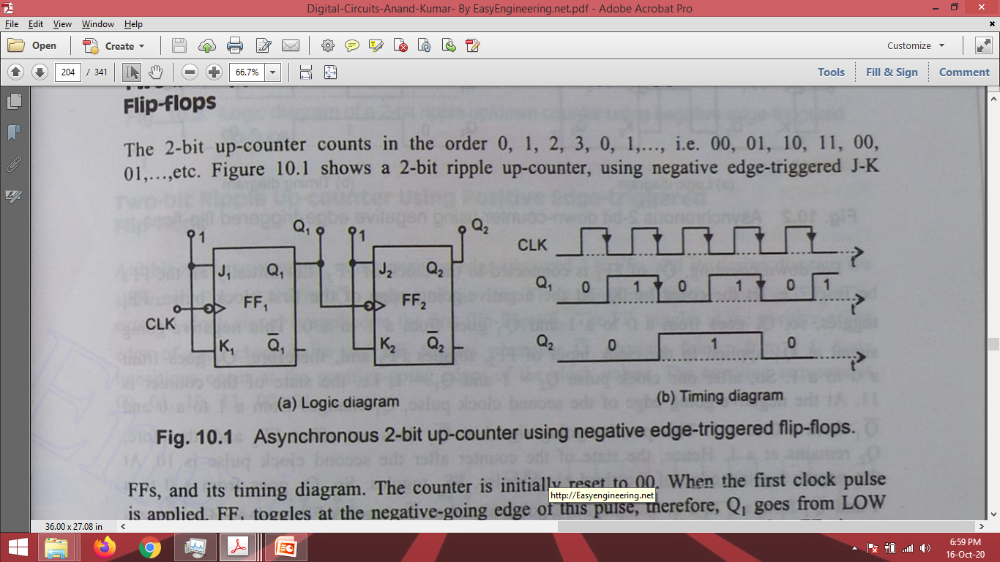 Digital-Circuits-Anand-Kumar- By EasyEngineering.net.pdf - Adobe Acrobat Pro
File Edit View Window Help
Open Create Customize
204 / 341 66.7% Tools Fill & Sign Comment
Flip-flops
The 2-bit up-counter counts in the order 0, 1, 2, 3, 0, 1,..., i.e. 00, 01, 10, 11, 00,
01,...,etc. Figure 10.1 shows a 2-bit ripple up-counter, using negative edge-triggered J-K
1 Q₁ 1 Q₂
J₁ Q₁ J₂ Q₂
FF₁ FF₂
CLK
K₁ Q̅₁ K₂ Q̅₂
(a) Logic diagram
CLK t
Q₁ 0 1 0 1 0 1 t
Q₂ 0 1 0 t
(b) Timing diagram
Fig. 10.1 Asynchronous 2-bit up-counter using negative edge-triggered flip-flops.
FFs, and its timing diagram. The counter is initially reset to 00. When the first clock pulse
http://Easyengineering.net
is applied, FF₁ toggles at the negative-going edge of this pulse, therefore, Q₁ goes from LOW
36.00 x 27.08 in
6:59 PM
16-Oct-20